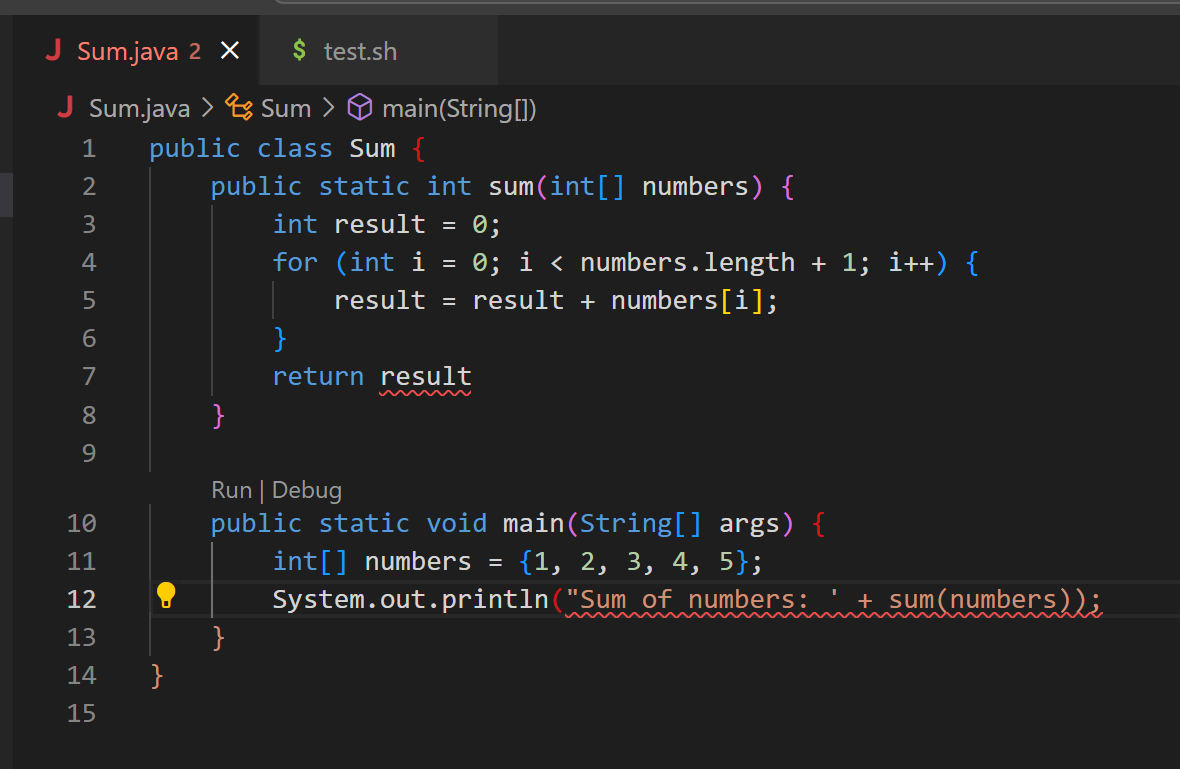 J Sum.java 2 × $ test.sh
J Sum.java > Sum > main(String[])
1 public class Sum {
2     public static int sum(int[] numbers) {
3         int result = 0;
4         for (int i = 0; i < numbers.length + 1; i++) {
5             result = result + numbers[i];
6         }
7         return result
8     }
9
Run | Debug
10     public static void main(String[] args) {
11         int[] numbers = {1, 2, 3, 4, 5};
12         System.out.println("Sum of numbers: ' + sum(numbers));
13     }
14 }
15